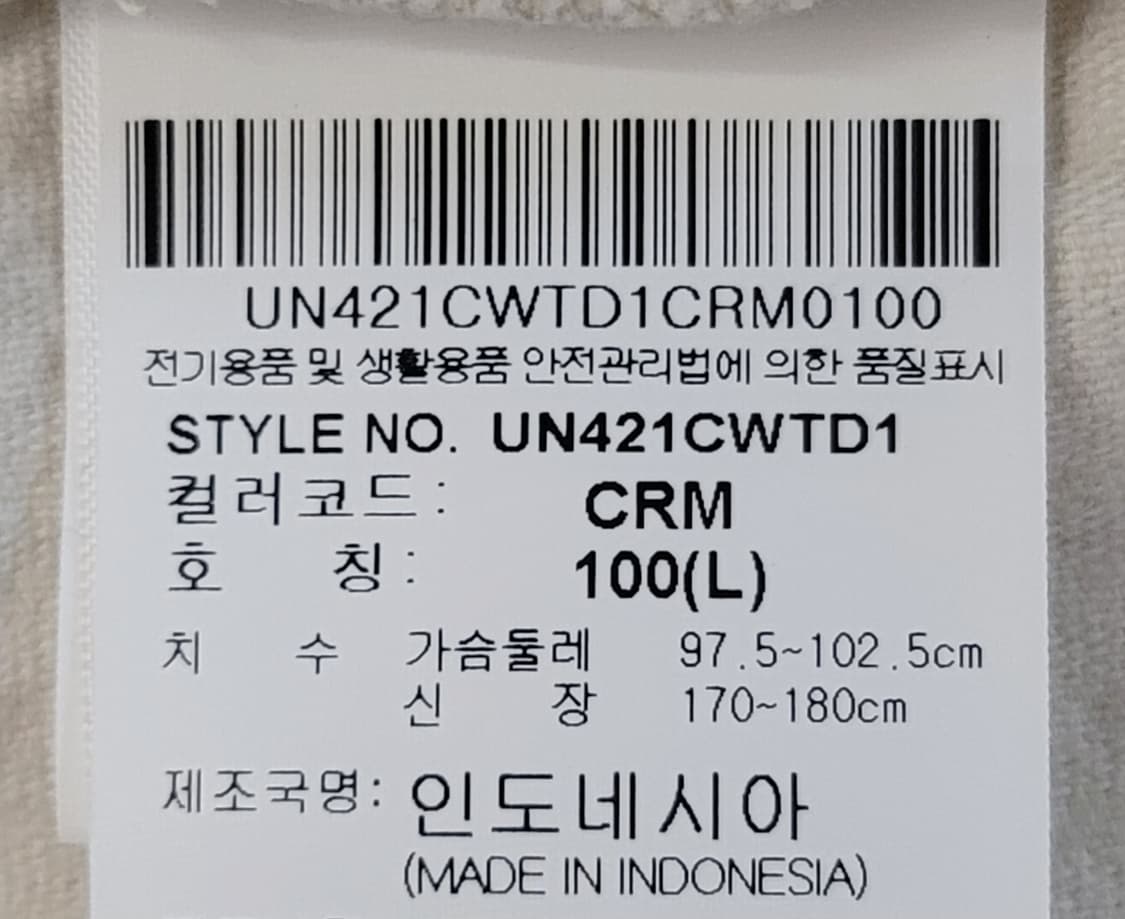 UN421CWTD1CRM0100
전기용품 및 생활용품 안전관리법에 의한 품질표시
STYLE NO. UN421CWTD1
컬러코드: CRM
호 칭: 100(L)
치 수 가슴둘레 97.5~102.5cm
신 장 170~180cm
제조국명: 인도네시아
(MADE IN INDONESIA)